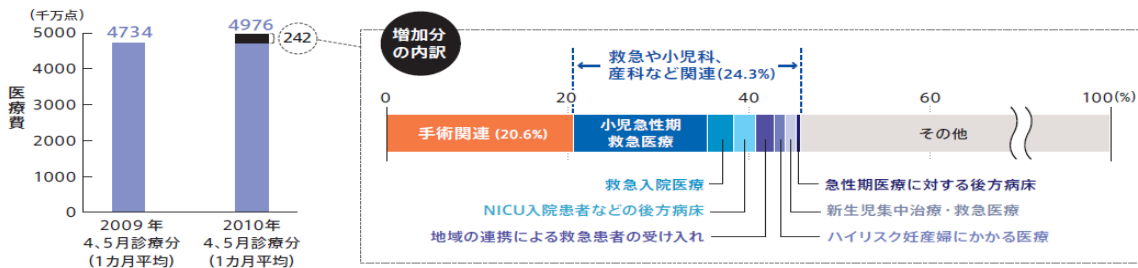 (千万点)
5000
4000
3000
2000
1000
0
医療費
4734
4976
242
2009年
4、5月診療分
(1カ月平均)
2010年
4、5月診療分
(1カ月平均)
増加分
の内訳
救急や小児科、
産科など関連(24.3%)
0 20 40 60 100(%)
手術関連(20.6%)
小児急性期
救急医療
その他
救急入院医療
NICU入院患者などの後方病床
地域の連携による救急患者の受け入れ
急性期医療に対する後方病床
新生児集中治療・救急医療
ハイリスク妊産婦にかかる医療